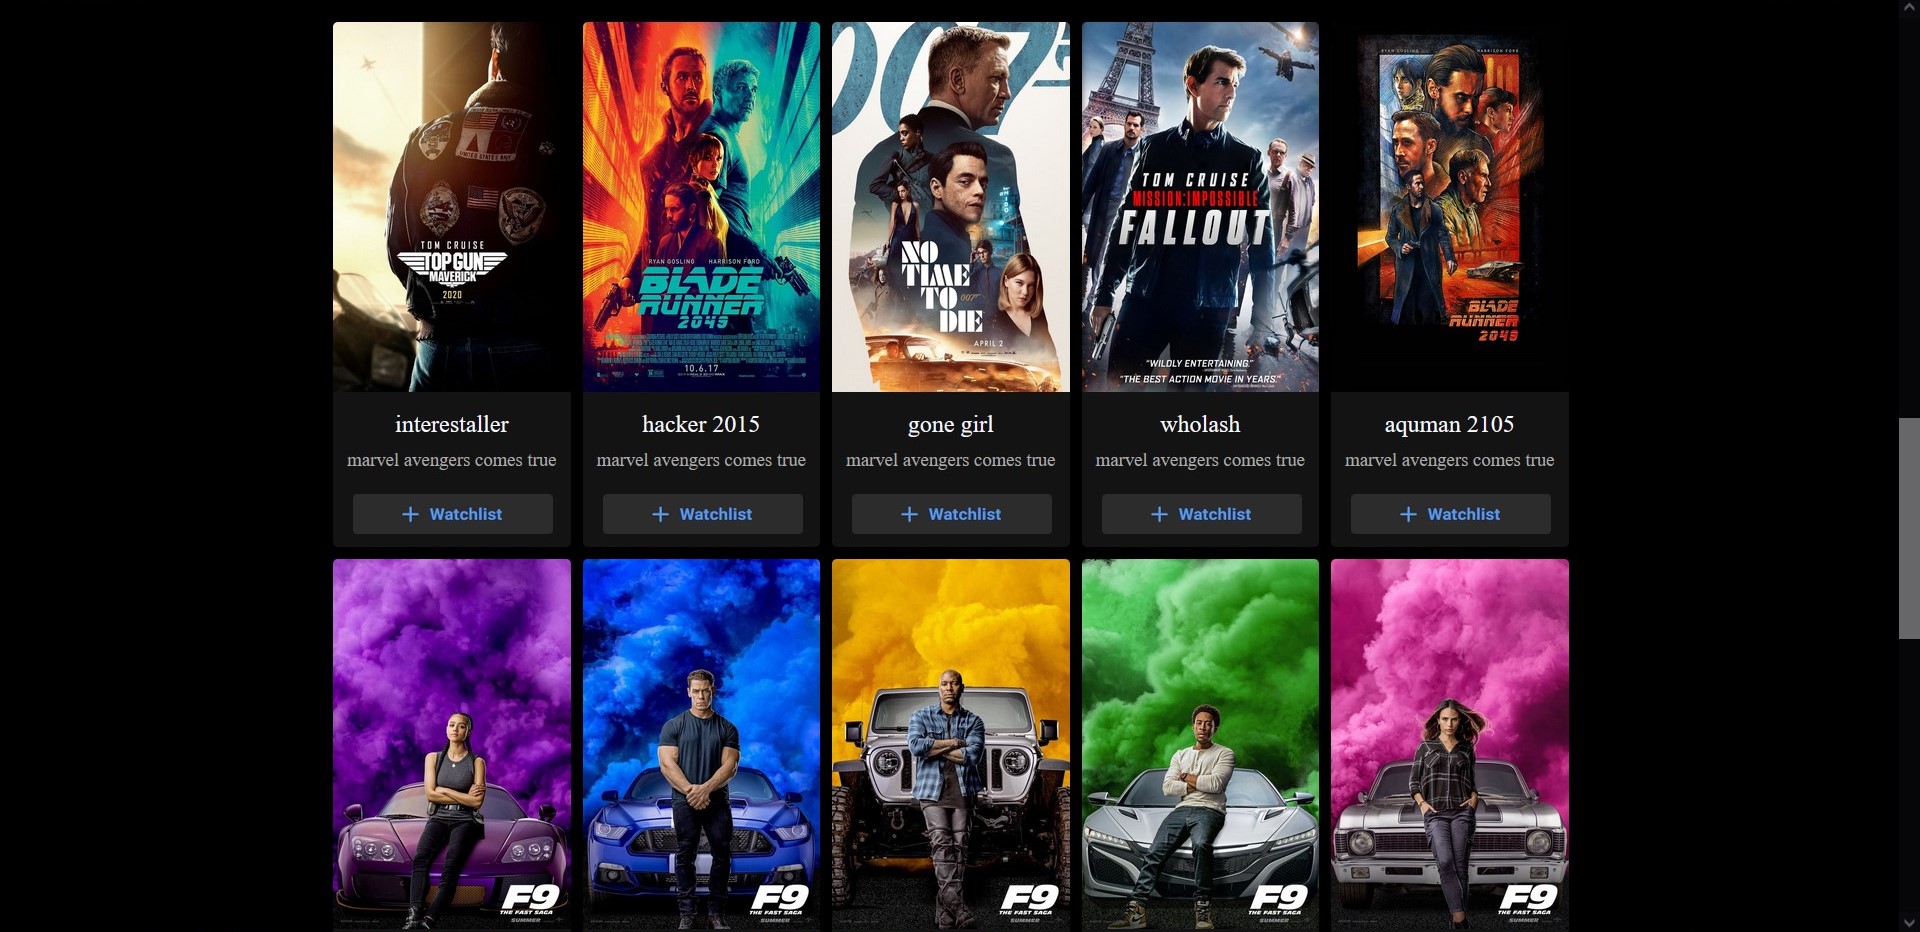 TOM CRUISE
TOP GUN
MAVERICK
2020
RYAN GOSLING HARRISON FORD
BLADE
RUNNER
2049
10.6.17
007
NO
TIME
TO
DIE
007
APRIL 2
TOM CRUISE
MISSION:IMPOSSIBLE
FALLOUT
"WILDLY ENTERTAINING."
"THE BEST ACTION MOVIE IN YEARS."
RYAN GOSLING HARRISON FORD
BLADE
RUNNER
2049
interestaller
marvel avengers comes true
+ Watchlist
hacker 2015
marvel avengers comes true
+ Watchlist
gone girl
marvel avengers comes true
+ Watchlist
wholash
marvel avengers comes true
+ Watchlist
aquman 2105
marvel avengers comes true
+ Watchlist
F9
THE FAST SAGA
SUMMER
F9
THE FAST SAGA
SUMMER
F9
THE FAST SAGA
SUMMER
F9
THE FAST SAGA
SUMMER
F9
THE FAST SAGA
SUMMER